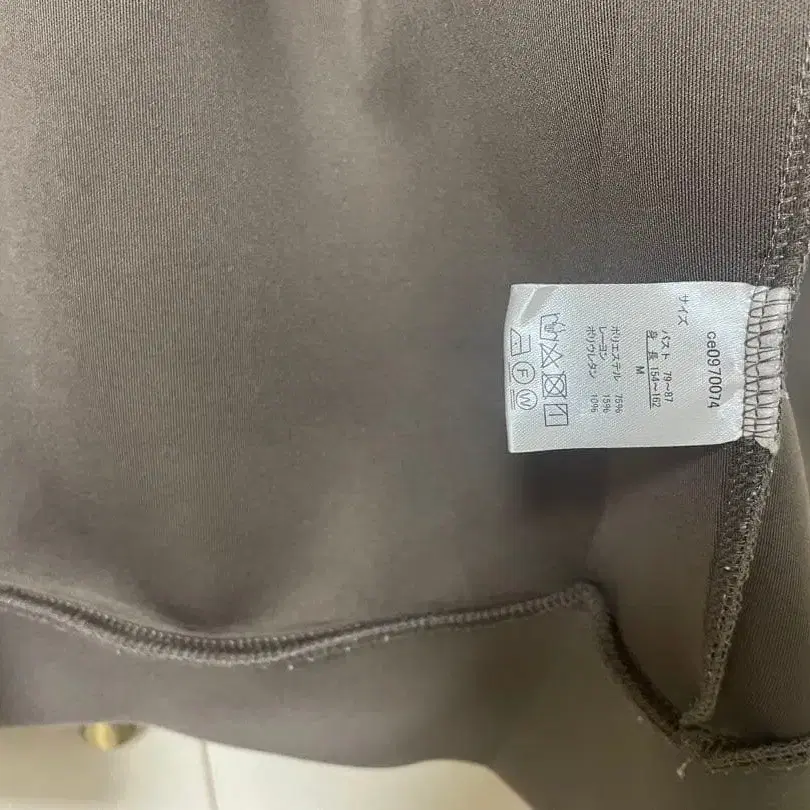 ce0970074
サイズ
バスト 79~87
身 長 154~162
M
ポリエステル 75%
レーヨン 15%
ポリウレタン 10%
F
W